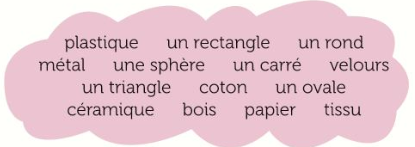 plastique un rectangle un rond
métal une sphère un carré velours
un triangle coton un ovale
céramique bois papier tissu